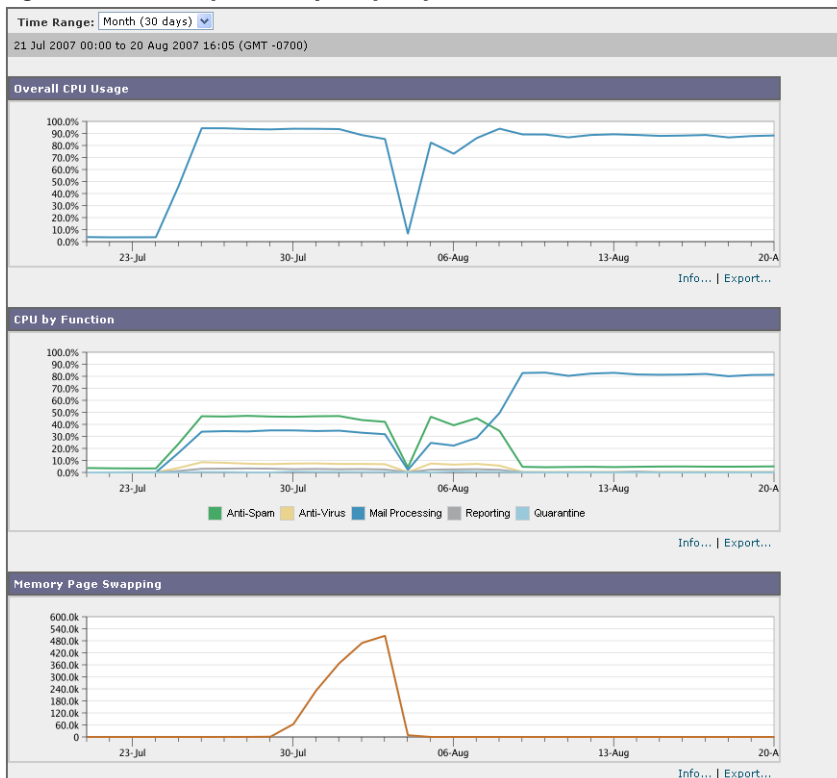 Time Range: Month (30 days)
21 Jul 2007 00:00 to 20 Aug 2007 16:05 (GMT -0700)
Overall CPU Usage
100.0%
90.0%
80.0%
70.0%
60.0%
50.0%
40.0%
30.0%
20.0%
10.0%
0.0%
23-Jul 30-Jul 06-Aug 13-Aug 20-A
Info... | Export...
CPU by Function
100.0%
90.0%
80.0%
70.0%
60.0%
50.0%
40.0%
30.0%
20.0%
10.0%
0.0%
23-Jul 30-Jul 06-Aug 13-Aug 20-A
Anti-Spam Anti-Virus Mail Processing Reporting Quarantine
Info... | Export...
Memory Page Swapping
600.0k
540.0k
480.0k
420.0k
360.0k
300.0k
240.0k
180.0k
120.0k
60.0k
0
23-Jul 30-Jul 06-Aug 13-Aug 20-A
Info... | Export...